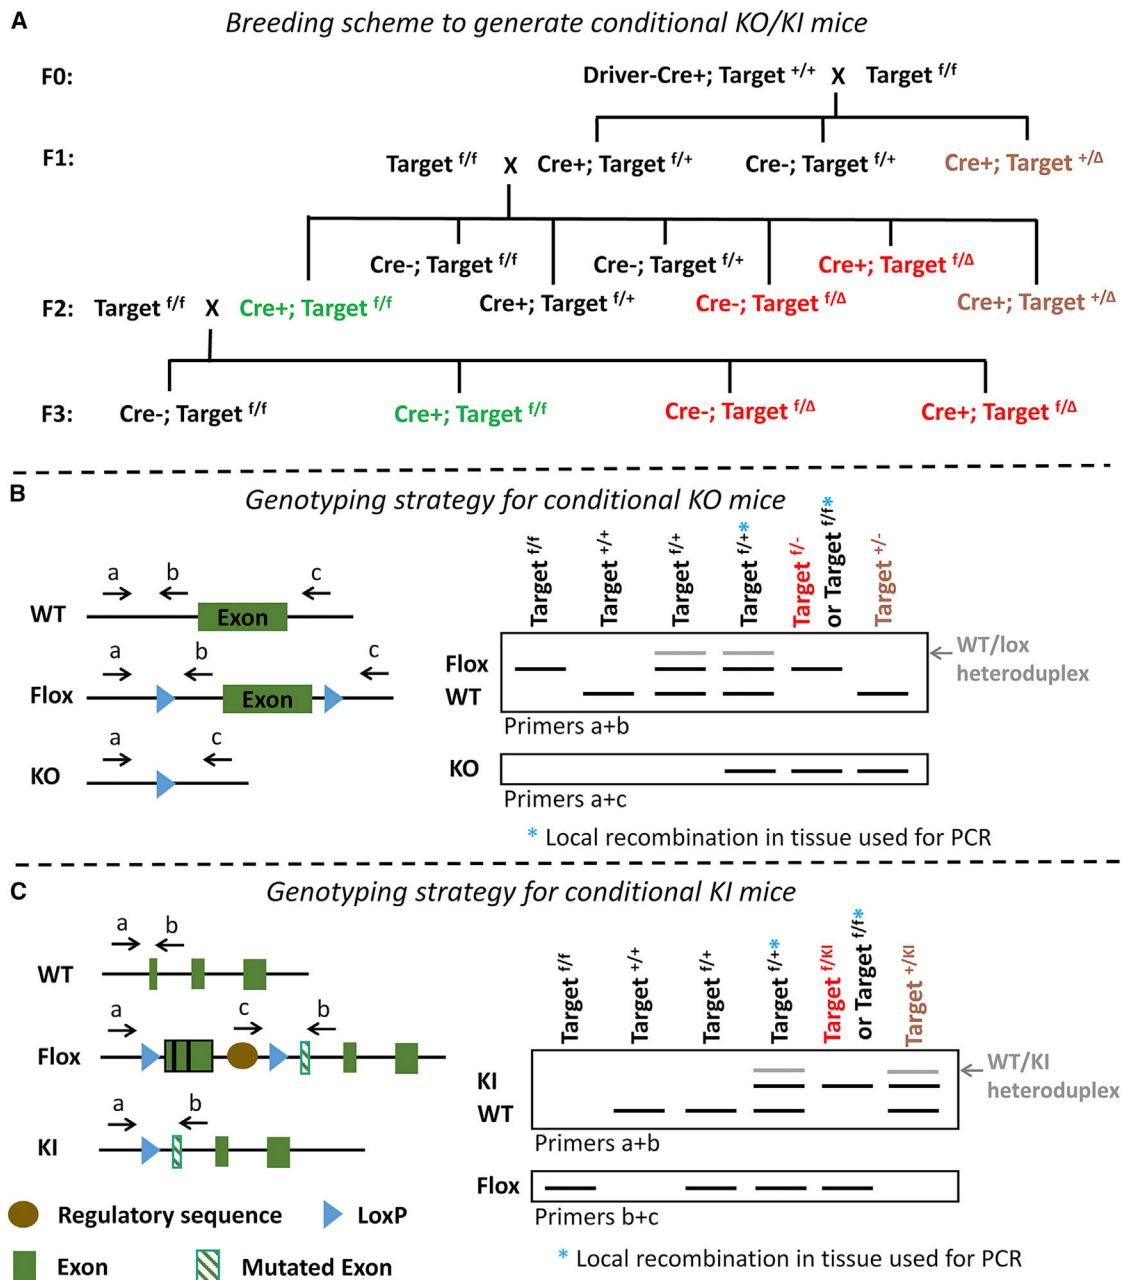 A
Breeding scheme to generate conditional KO/KI mice
F0:
Driver-Cre+; Target +/+ X Target f/f
F1:
Target f/f X Cre+; Target f/+ Cre-; Target f/+ Cre+; Target +/Δ
Cre-; Target f/f Cre-; Target f/+ Cre+; Target f/Δ
F2: Target f/f X Cre+; Target f/f Cre+; Target f/+ Cre-; Target f/Δ Cre+; Target +/Δ
F3: Cre-; Target f/f Cre+; Target f/f Cre-; Target f/Δ Cre+; Target f/Δ
B
Genotyping strategy for conditional KO mice
a b c
WT
Exon
a b c
Flox
Exon
a c
KO
Target f/f
Target +/+
Target f/+
Target f/+*
Target f/-
or Target f/f*
Target +/-
Flox
WT
WT/lox
heteroduplex
Primers a+b
KO
Primers a+c
* Local recombination in tissue used for PCR
C
Genotyping strategy for conditional KI mice
a b
WT
a c b
Flox
a b
KI
Regulatory sequence
LoxP
Exon
Mutated Exon
Target f/f
Target +/+
Target f/+
Target f/+*
Target f/KI
or Target f/f*
Target +/KI
KI
WT
WT/KI
heteroduplex
Primers a+b
Flox
Primers b+c
* Local recombination in tissue used for PCR